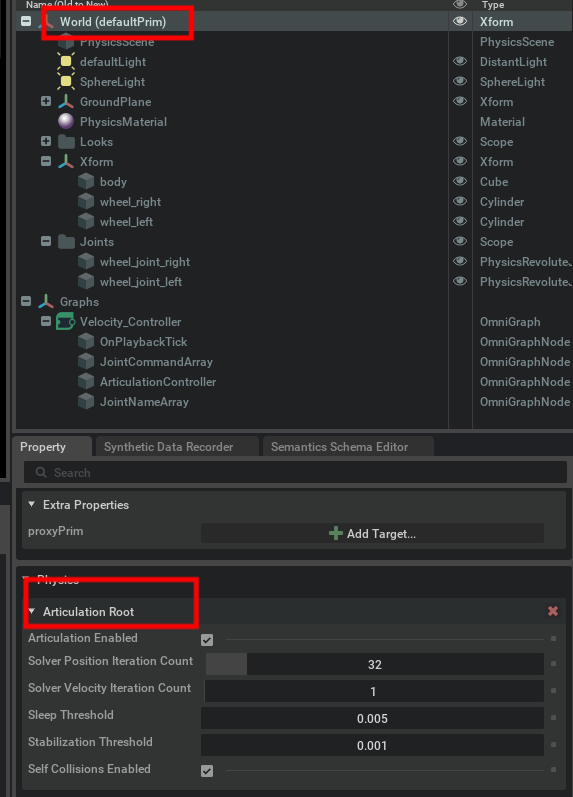 Name (Old to New) Type
World (defaultPrim) Xform
PhysicsScene PhysicsScene
defaultLight DistantLight
SphereLight SphereLight
GroundPlane Xform
PhysicsMaterial Material
Looks Scope
Xform Xform
body Cube
wheel_right Cylinder
wheel_left Cylinder
Joints Scope
wheel_joint_right PhysicsRevolute.
wheel_joint_left PhysicsRevolute.
Graphs
Velocity_Controller OmniGraph
OnPlaybackTick OmniGraphNode
JointCommandArray OmniGraphNode
ArticulationController OmniGraphNode
JointNameArray OmniGraphNode
Property Synthetic Data Recorder Semantics Schema Editor
Search
Extra Properties
proxyPrim Add Target...
Physics
Articulation Root
Articulation Enabled
Solver Position Iteration Count 32
Solver Velocity Iteration Count 1
Sleep Threshold 0.005
Stabilization Threshold 0.001
Self Collisions Enabled